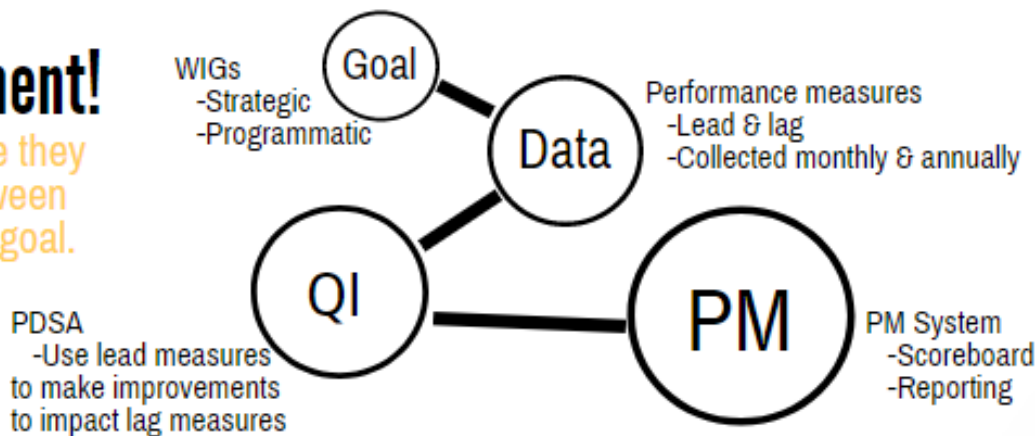 nent!
e they
ween
goal.
WIGs
-Strategic
-Programmatic
Goal
Data
Performance measures
-Lead & lag
-Collected monthly & annually
QI
PM
PDSA
-Use lead measures
to make improvements
to impact lag measures
PM System
-Scoreboard
-Reporting